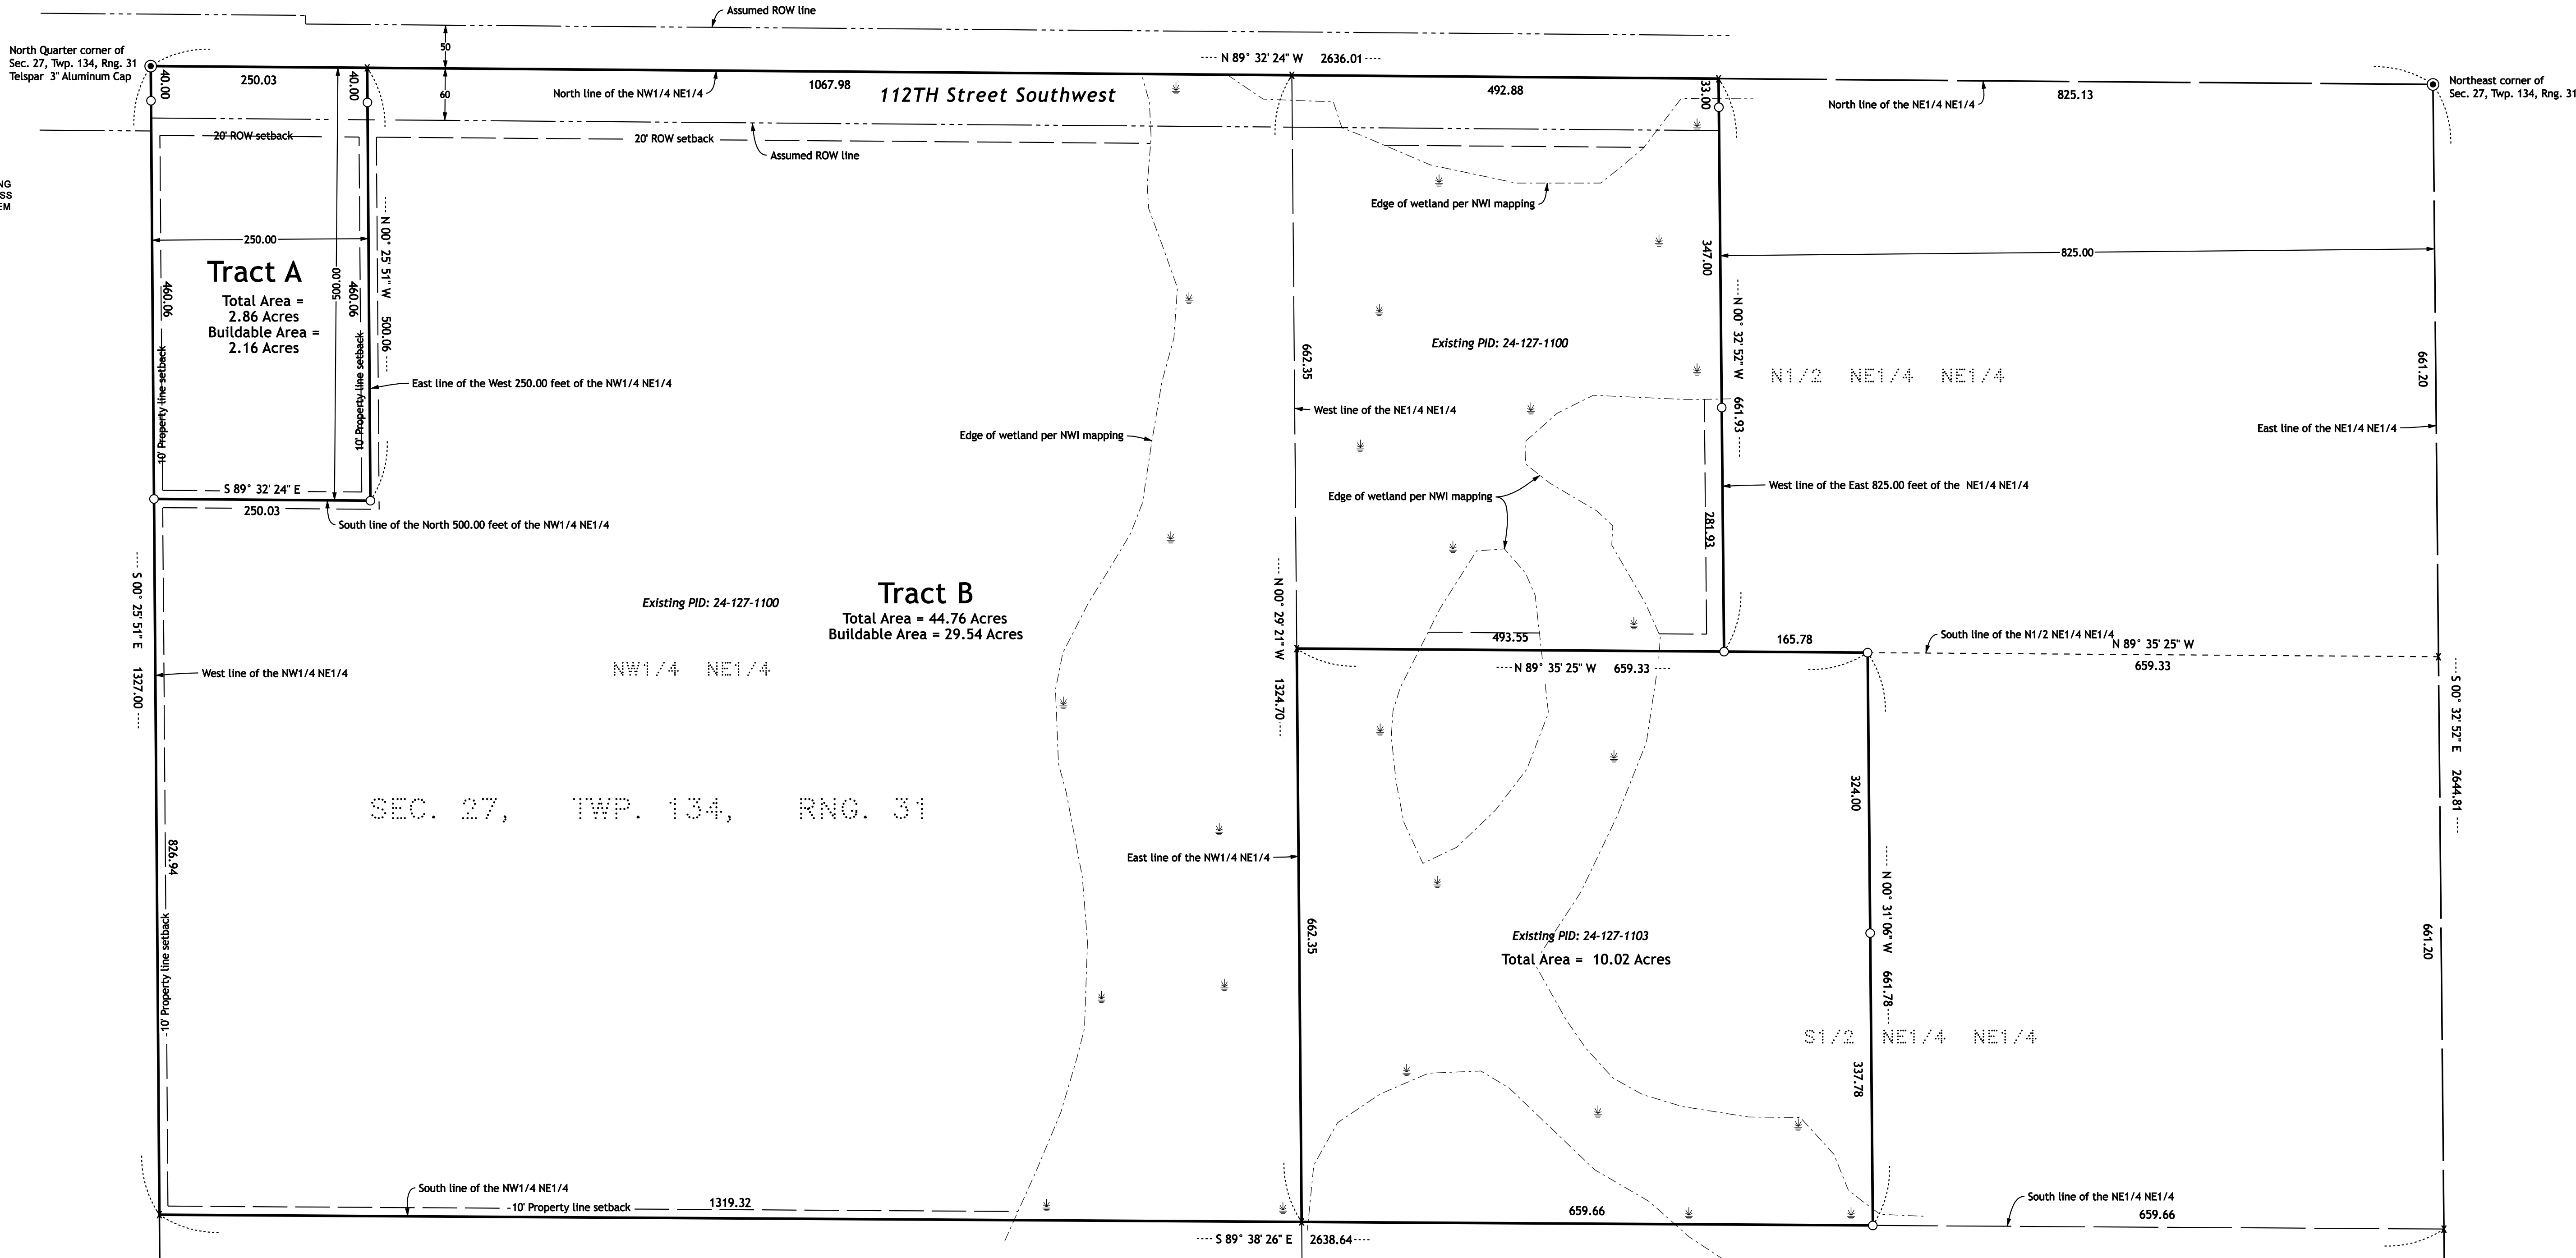 Assumed ROW line
North Quarter corner of
Sec. 27, Twp. 134, Rng. 31
Telspar 3" Aluminum Cap
50
60
N 89° 32' 24" W 2636.01
40.00
250.03
40.00
North line of the NW1/4 NE1/4
1067.98
112TH Street Southwest
492.88
33.00
North line of the NE1/4 NE1/4
825.13
Northeast corner of
Sec. 27, Twp. 134, Rng. 31
20' ROW setback
20' ROW setback
Assumed ROW line
NG
SS
EM
Edge of wetland per NWI mapping
250.00
N 00° 25' 51" W 500.06
500.00
460.06
460.06
Tract A
Total Area =
2.86 Acres
Buildable Area =
2.16 Acres
10' Property line setback
10' Property line setback
East line of the West 250.00 feet of the NW1/4 NE1/4
S 89° 32' 24" E
250.03
South line of the North 500.00 feet of the NW1/4 NE1/4
347.00
825.00
N 00° 32' 52" W 661.93
Existing PID: 24-127-1100
662.35
N1/2 NE1/4 NE1/4
661.20
West line of the NE1/4 NE1/4
East line of the NE1/4 NE1/4
Edge of wetland per NWI mapping
West line of the East 825.00 feet of the NE1/4 NE1/4
Edge of wetland per NWI mapping
281.93
S 00° 25' 51" E 1327.00
West line of the NW1/4 NE1/4
Existing PID: 24-127-1100
Tract B
Total Area = 44.76 Acres
Buildable Area = 29.54 Acres
NW1/4 NE1/4
N 00° 29' 21" W 1324.70
493.55
165.78
N 89° 35' 25" W 659.33
South line of the N1/2 NE1/4 NE1/4
N 89° 35' 25" W
659.33
S 00° 32' 52" E 2644.81
SEC. 27, TWP. 134, RNG. 31
324.00
826.94
East line of the NW1/4 NE1/4
662.35
N 00° 31' 06" W 661.78
Existing PID: 24-127-1103
Total Area = 10.02 Acres
661.20
10' Property line setback
S1/2 NE1/4 NE1/4
337.78
South line of the NW1/4 NE1/4
10' Property line setback
1319.32
659.66
South line of the NE1/4 NE1/4
659.66
S 89° 38' 26" E 2638.64